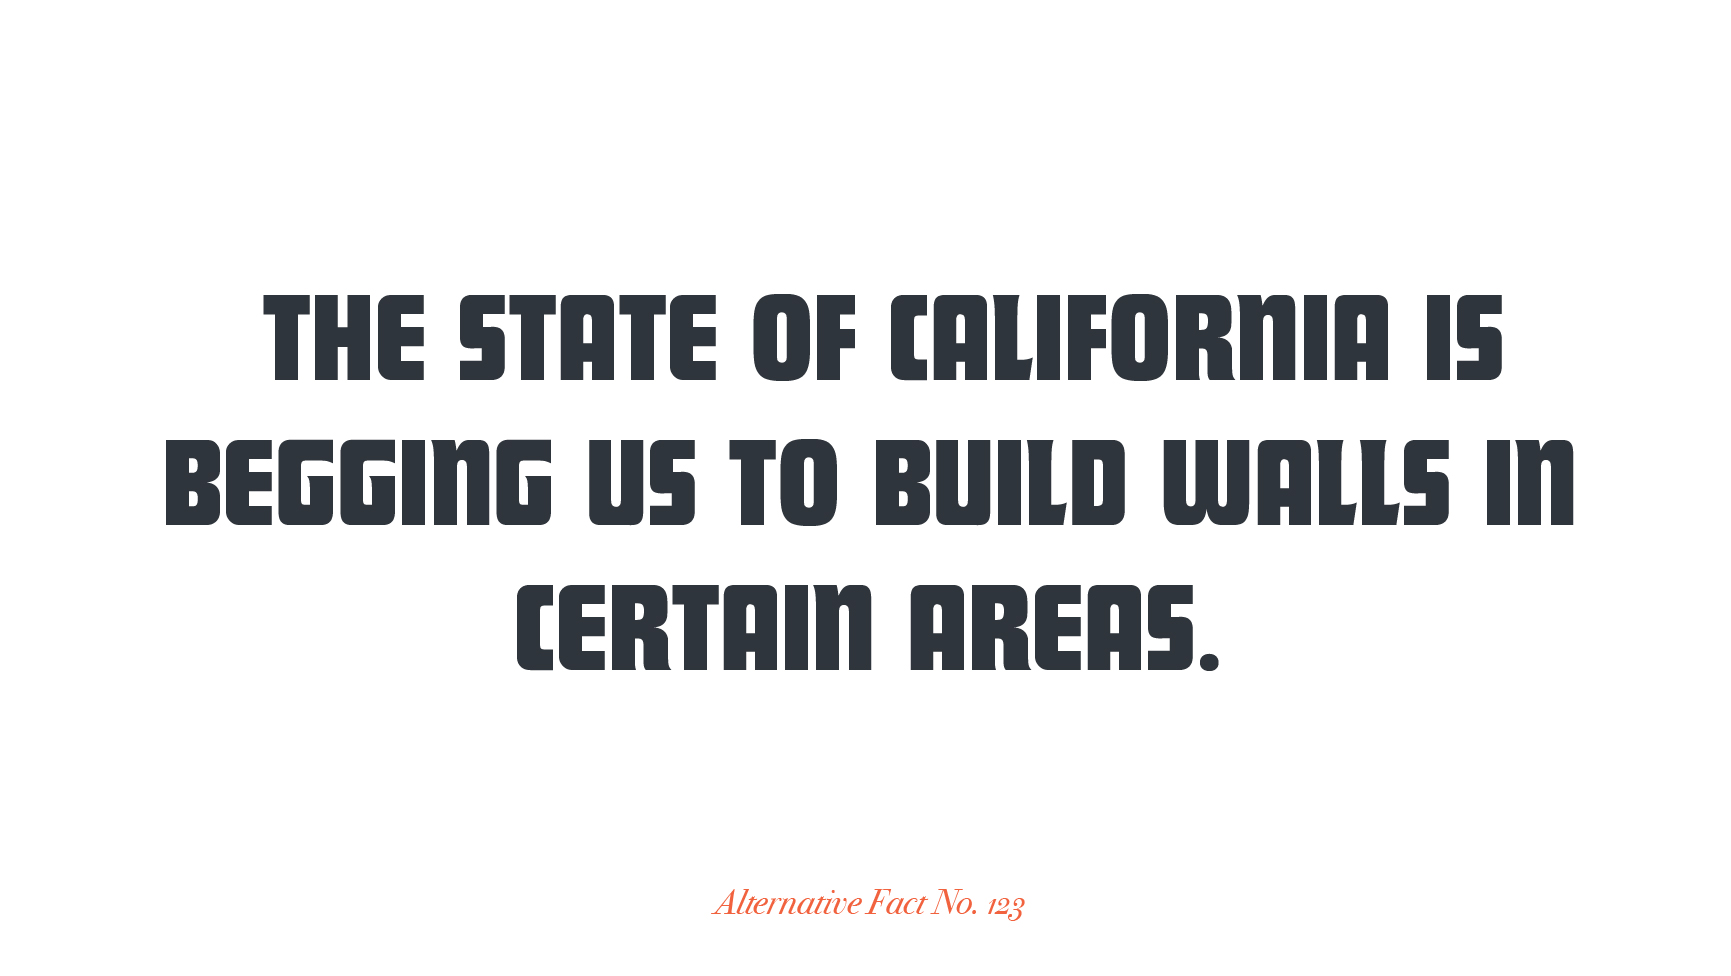 THE STATE OF CALIFORNIA IS
BEGGING US TO BUILD WALLS IN
CERTAIN AREAS.
Alternative Fact No. 123